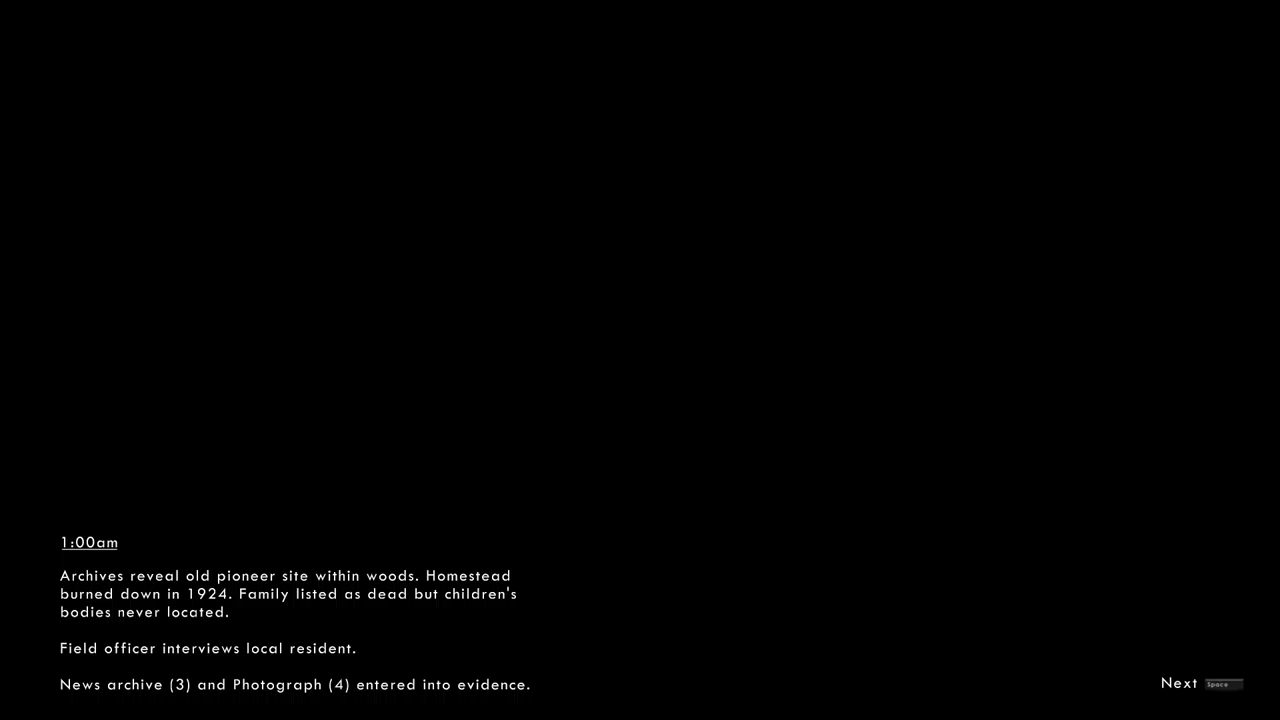 1:00am
Archives reveal old pioneer site within woods. Homestead
burned down in 1924. Family listed as dead but children's
bodies never located.
Field officer interviews local resident.
News archive (3) and Photograph (4) entered into evidence.
Next Space